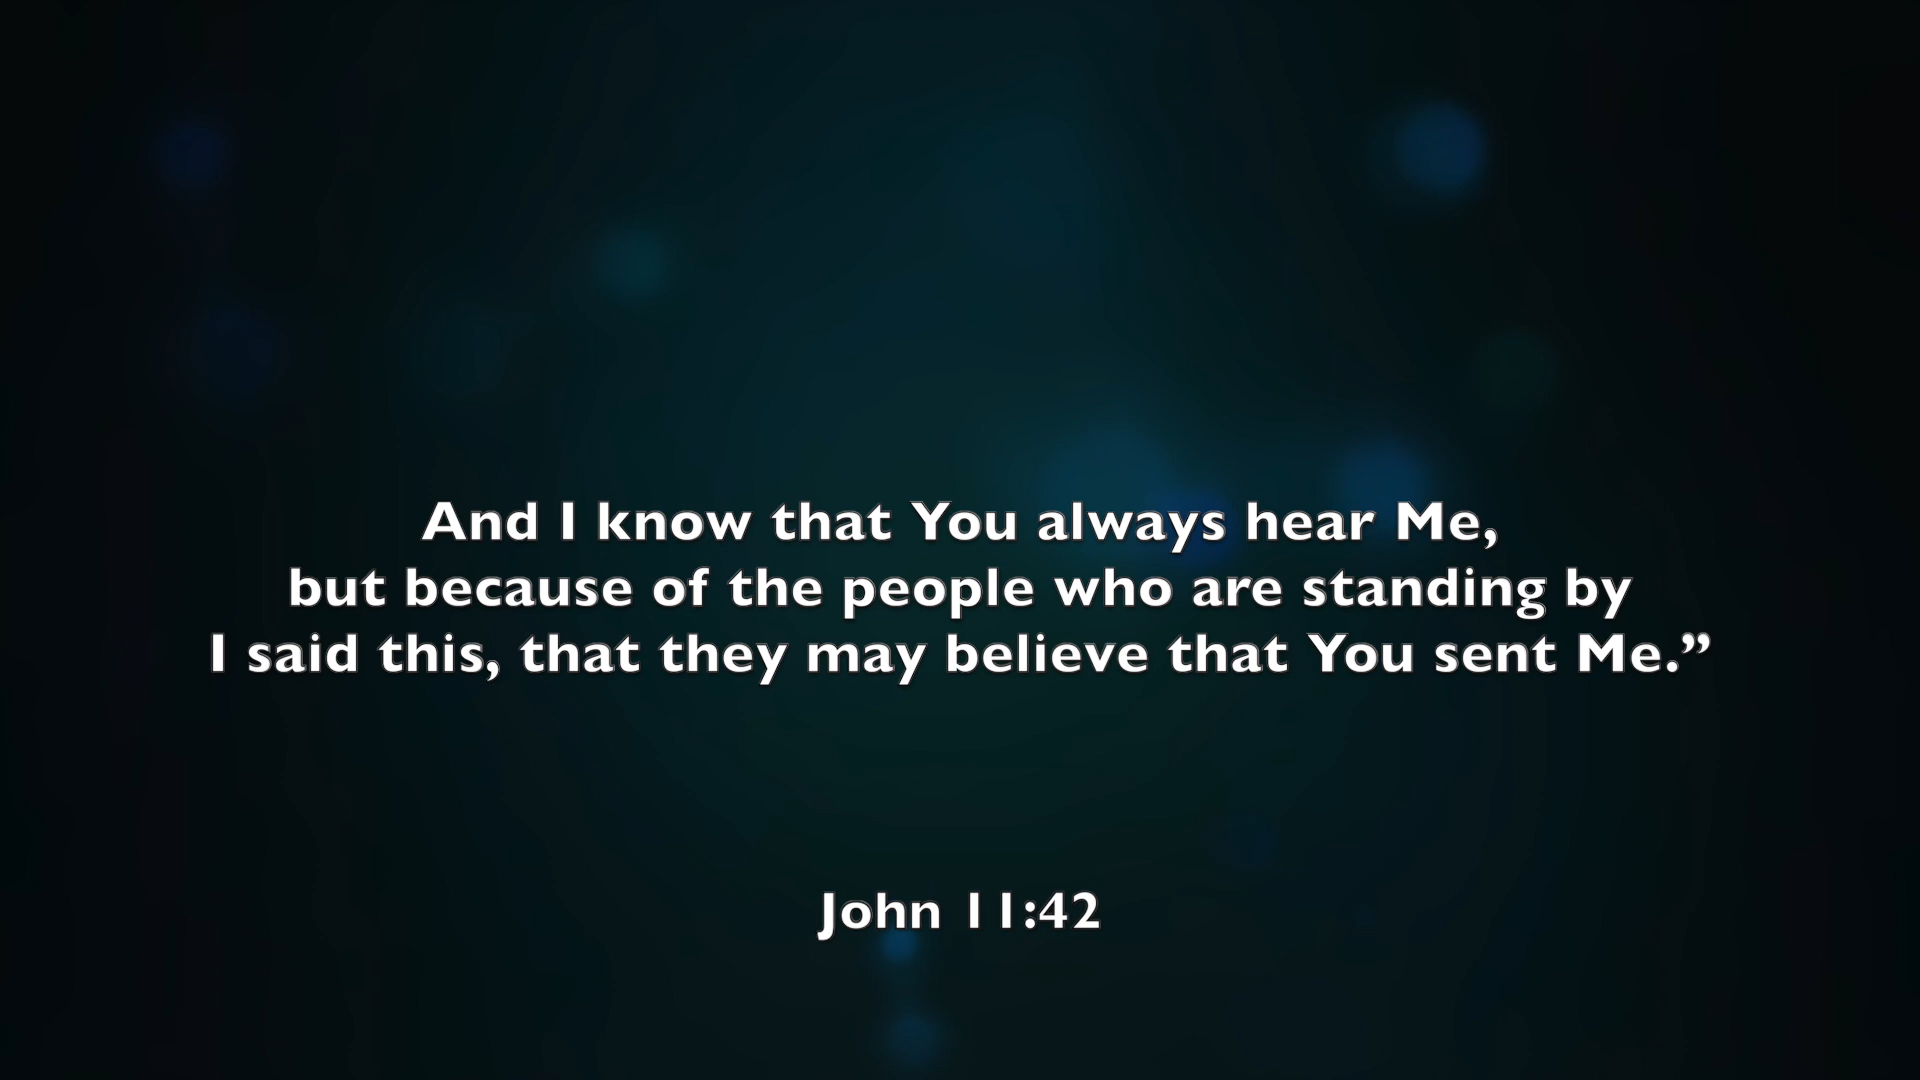 And I know that You always hear Me,
but because of the people who are standing by
I said this, that they may believe that You sent Me.”
John 11:42